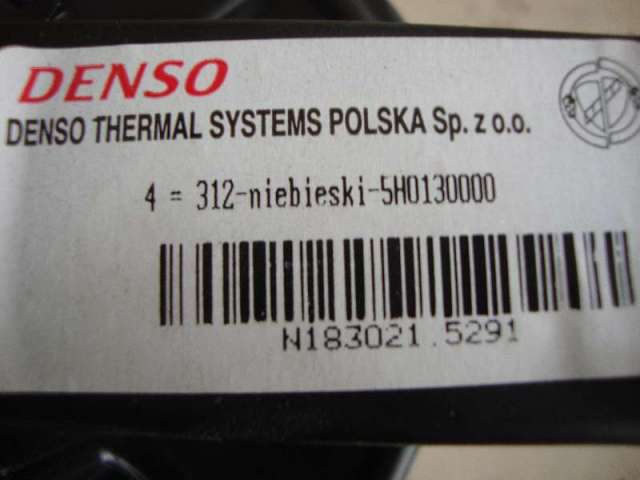 DENSO
DENSO THERMAL SYSTEMS POLSKA Sp. z o.o.
4 = 312-niebieski-5H0130000
N183021.5291